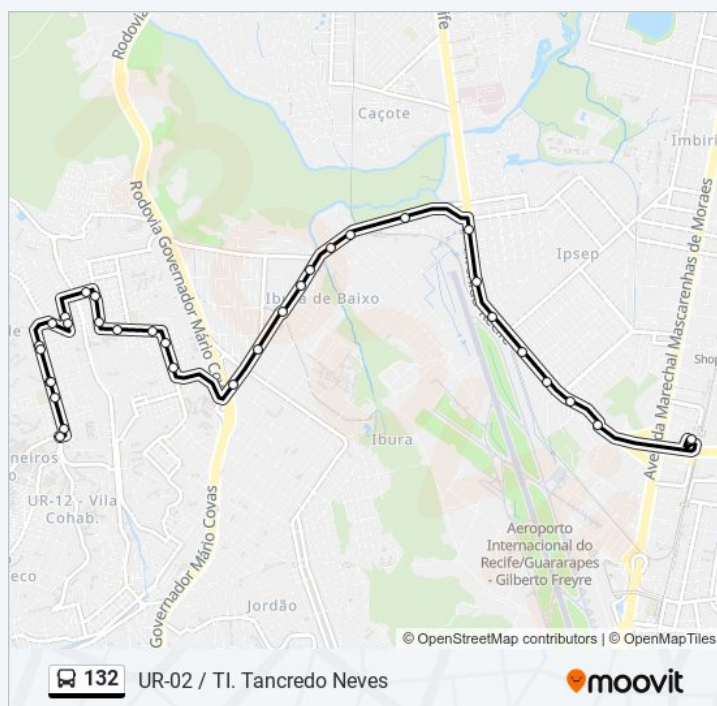 Rodovia
ife
Caçote
Imbiri
Rodovia Governador Mário Covas
Ipsep
Avenida Marechal Mascarenhas de Moraes
Ibura de Baixo
Shop
Ibura
UR-12 - Vila
Cohab.
Governador Mário Covas
Aeroporto
Internacional do
Recife/Guararapes
- Gilberto Freyre
Jordão
© OpenStreetMap contributors | © OpenMapTiles
132 UR-02 / TI. Tancredo Neves
moovit